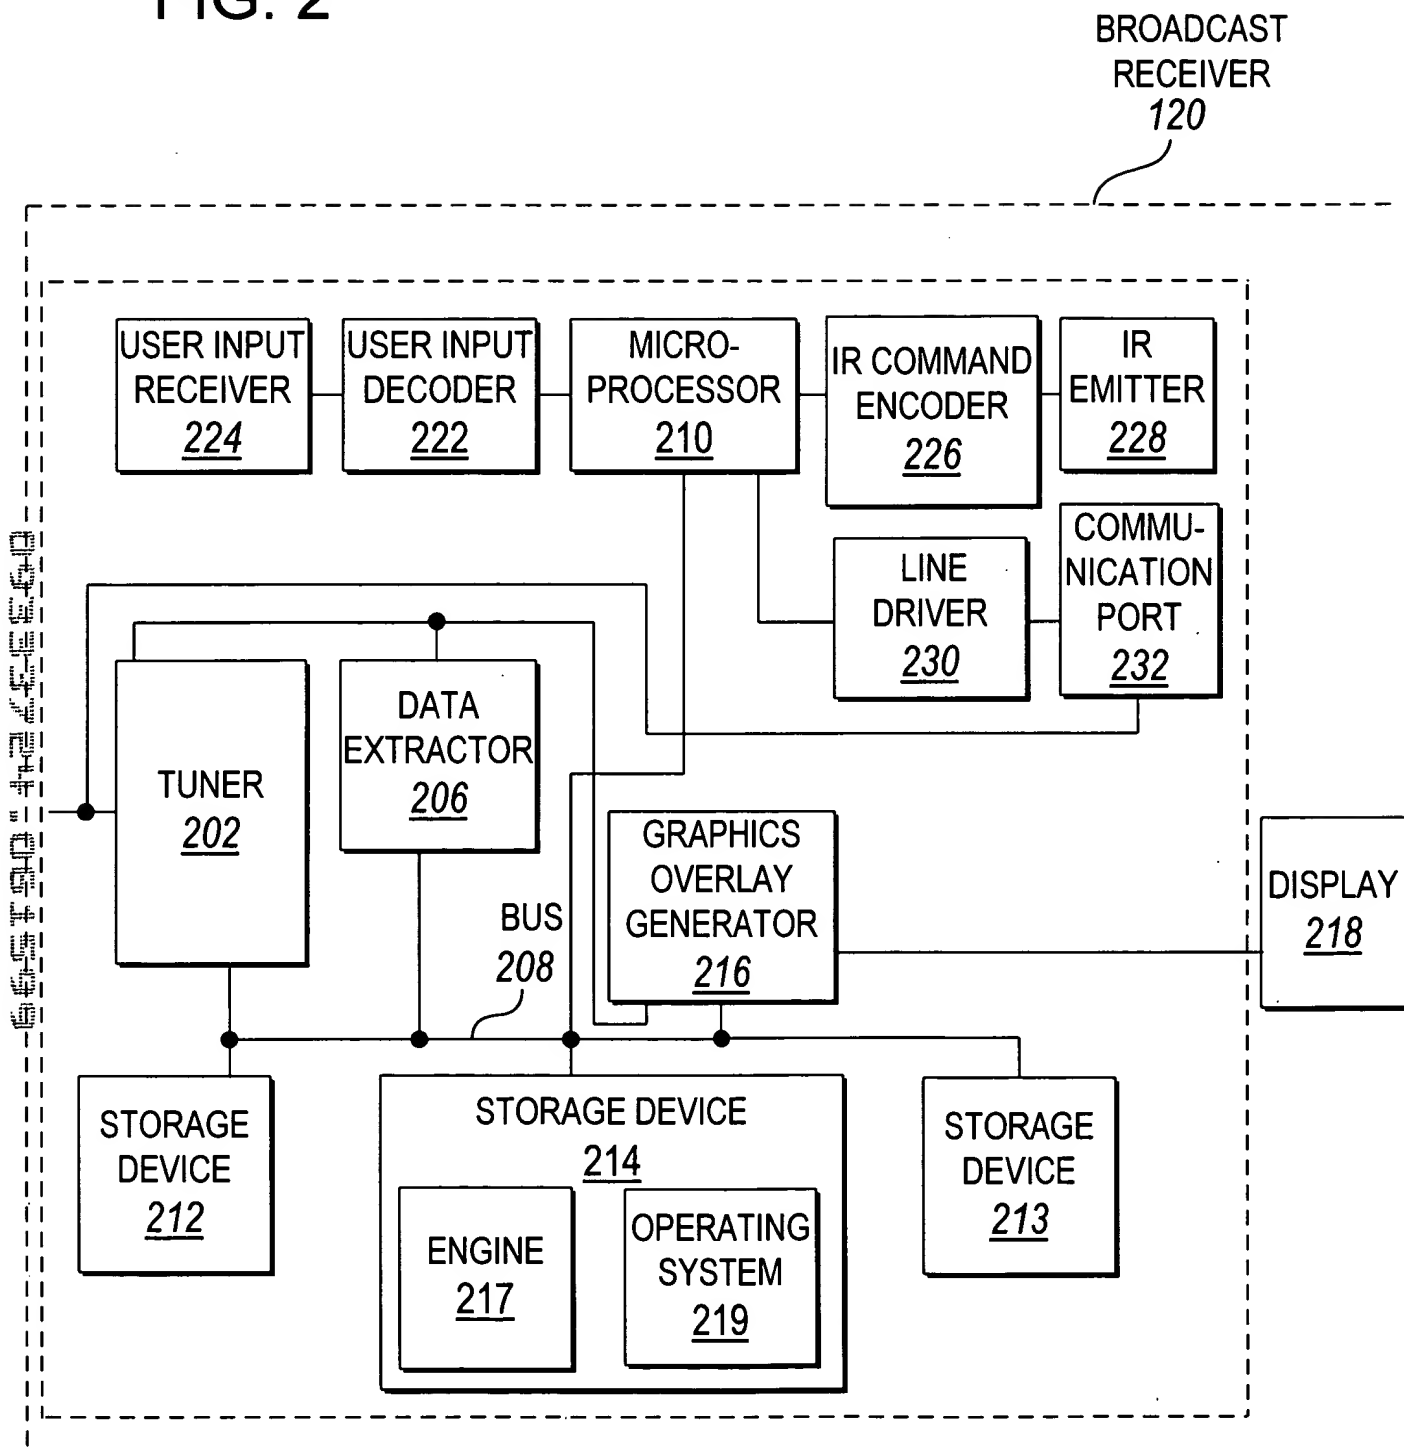 FIG. 2
BROADCAST
RECEIVER
120
USER INPUT
RECEIVER
224
USER INPUT
DECODER
222
MICRO-
PROCESSOR
210
IR COMMAND
ENCODER
226
IR
EMITTER
228
LINE
DRIVER
230
COMMU-
NICATION
PORT
232
TUNER
202
DATA
EXTRACTOR
206
GRAPHICS
OVERLAY
GENERATOR
216
DISPLAY
218
BUS
208
STORAGE
DEVICE
212
STORAGE DEVICE
214
ENGINE
217
OPERATING
SYSTEM
219
STORAGE
DEVICE
213